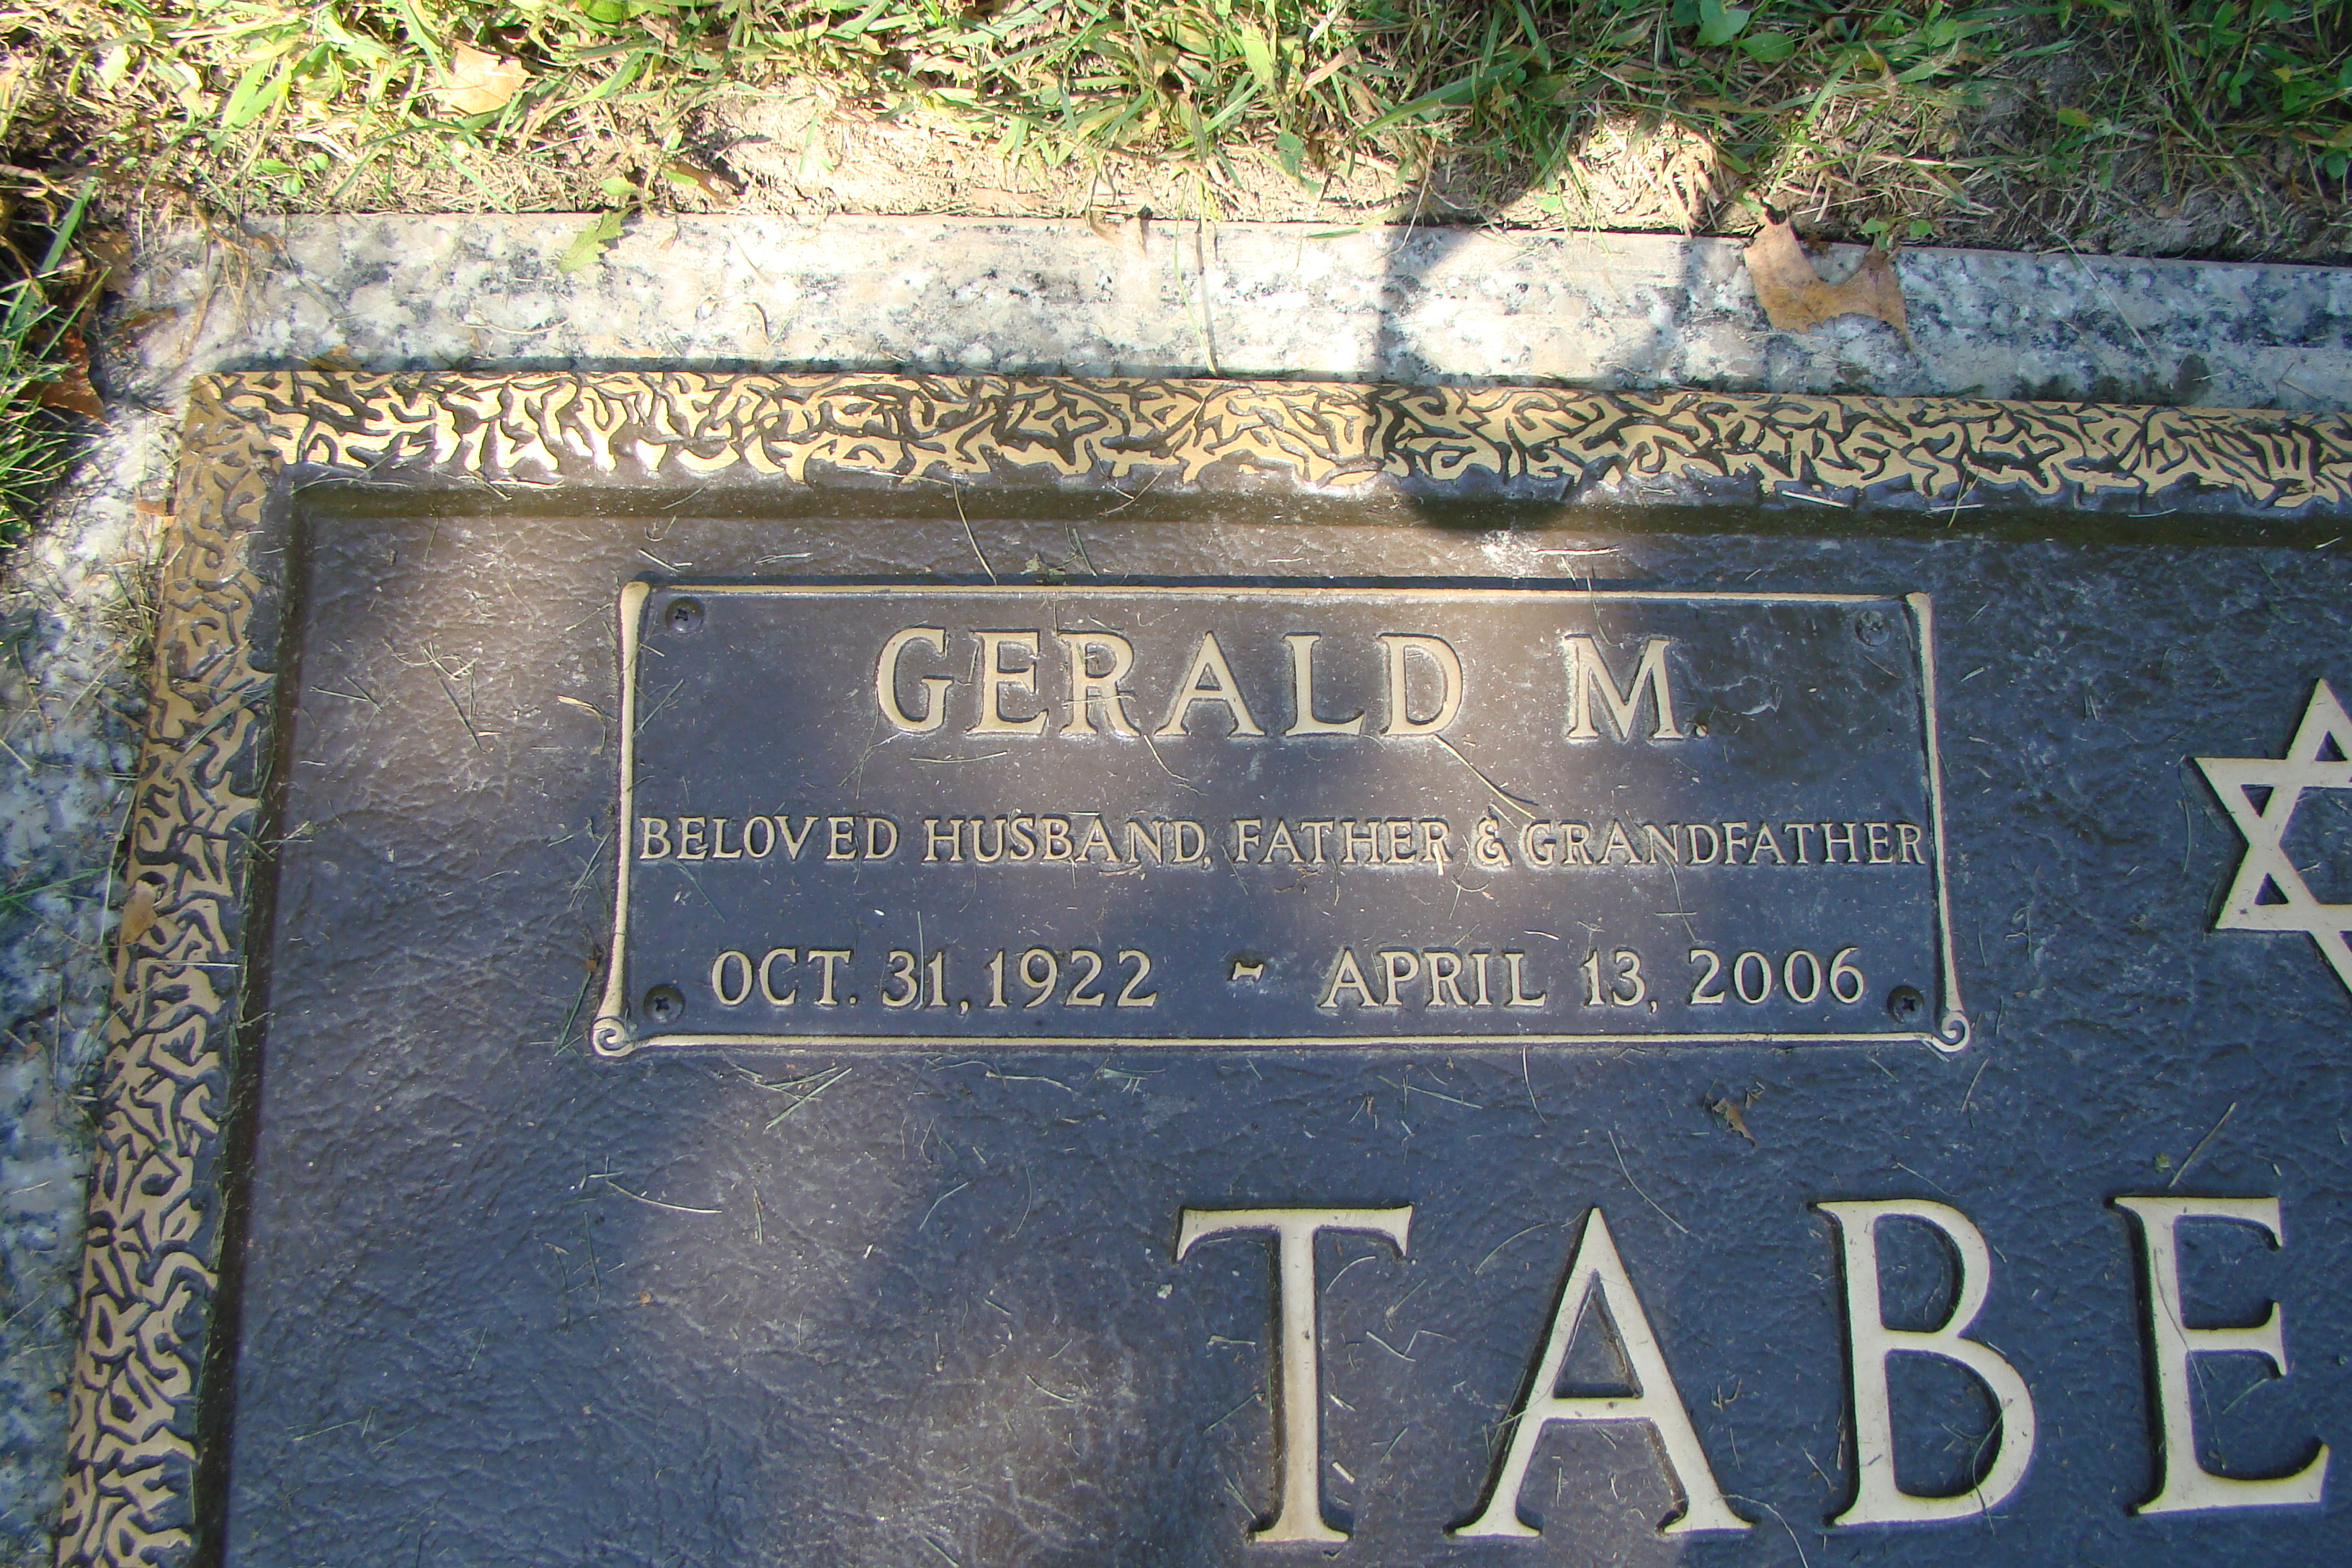 GERALD M.
BELOVED HUSBAND, FATHER & GRANDFATHER
OCT. 31, 1922 - APRIL 13, 2006
TABE